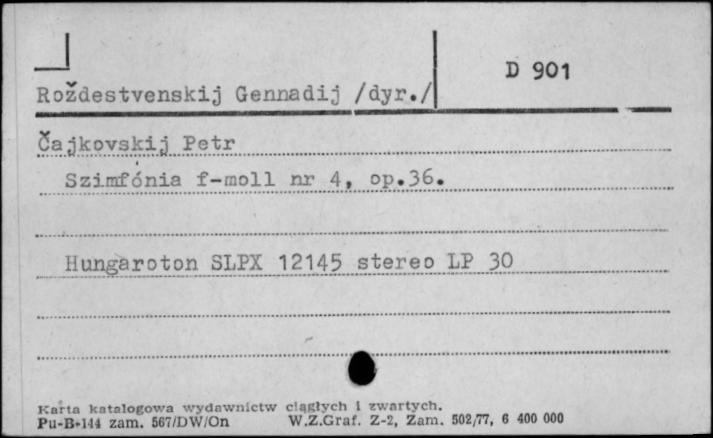 D 901
Roždestvenskij Gennadij /dyr./
Čajkovskij Petr
Szimfónia f-moll nr 4, op.36.
Hungaroton SLPX 12145 stereo LP 30
Karta katalogowa wydawnictw ciągłych i zwartych.
Pu-B-144 zam. 567/DW/On W.Z.Graf. Z-2, Zam. 502/77, 6 400 000